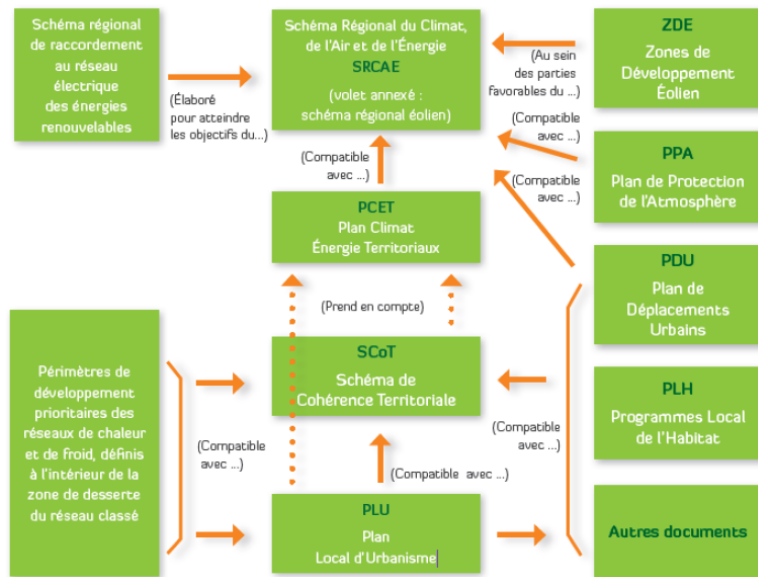 Schéma régional
de raccordement
au réseau
électrique
des énergies
renouvelables
(Élaboré
pour atteindre
les objectifs du...)
Schéma Régional du Climat,
de l'Air et de l'Énergie
SRCAE
(volet annexé :
schéma régional éolien)
(Au sein
des parties
favorables du ...)
ZDE
Zones de
Développement
Éolien
(Compatible
avec ...)
PPA
Plan de Protection
de l'Atmosphère
(Compatible
avec ...)
(Compatible
avec ...)
PCET
Plan Climat
Énergie Territoriaux
PDU
Plan de
Déplacements
Urbains
(Prend en compte)
Périmètres de
développement
prioritaires des
réseaux de chaleur
et de froid, définis
à l'intérieur de la
zone de desserte
du réseau classé
SCoT
Schéma de
Cohérence Territoriale
PLH
Programmes Local
de l'Habitat
(Compatible
avec ...)
(Compatible
avec ...)
(Compatible avec ...)
PLU
Plan
Local d'Urbanisme
Autres documents